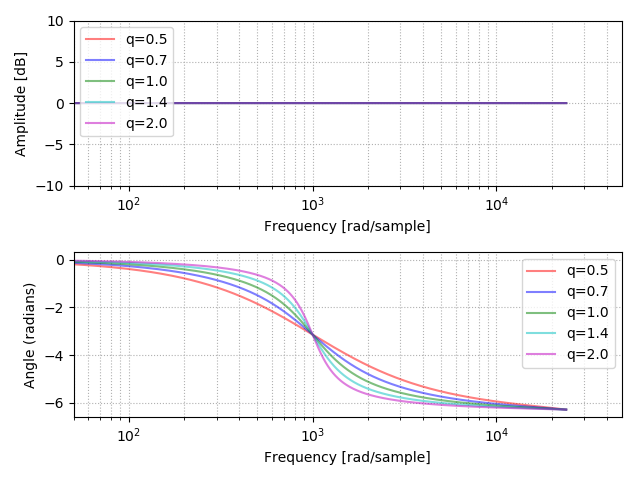 10
5
0
−5
−10
Amplitude [dB]
q=0.5
q=0.7
q=1.0
q=1.4
q=2.0
10² 10³ 10⁴
Frequency [rad/sample]
0
−2
−4
−6
Angle (radians)
q=0.5
q=0.7
q=1.0
q=1.4
q=2.0
10² 10³ 10⁴
Frequency [rad/sample]